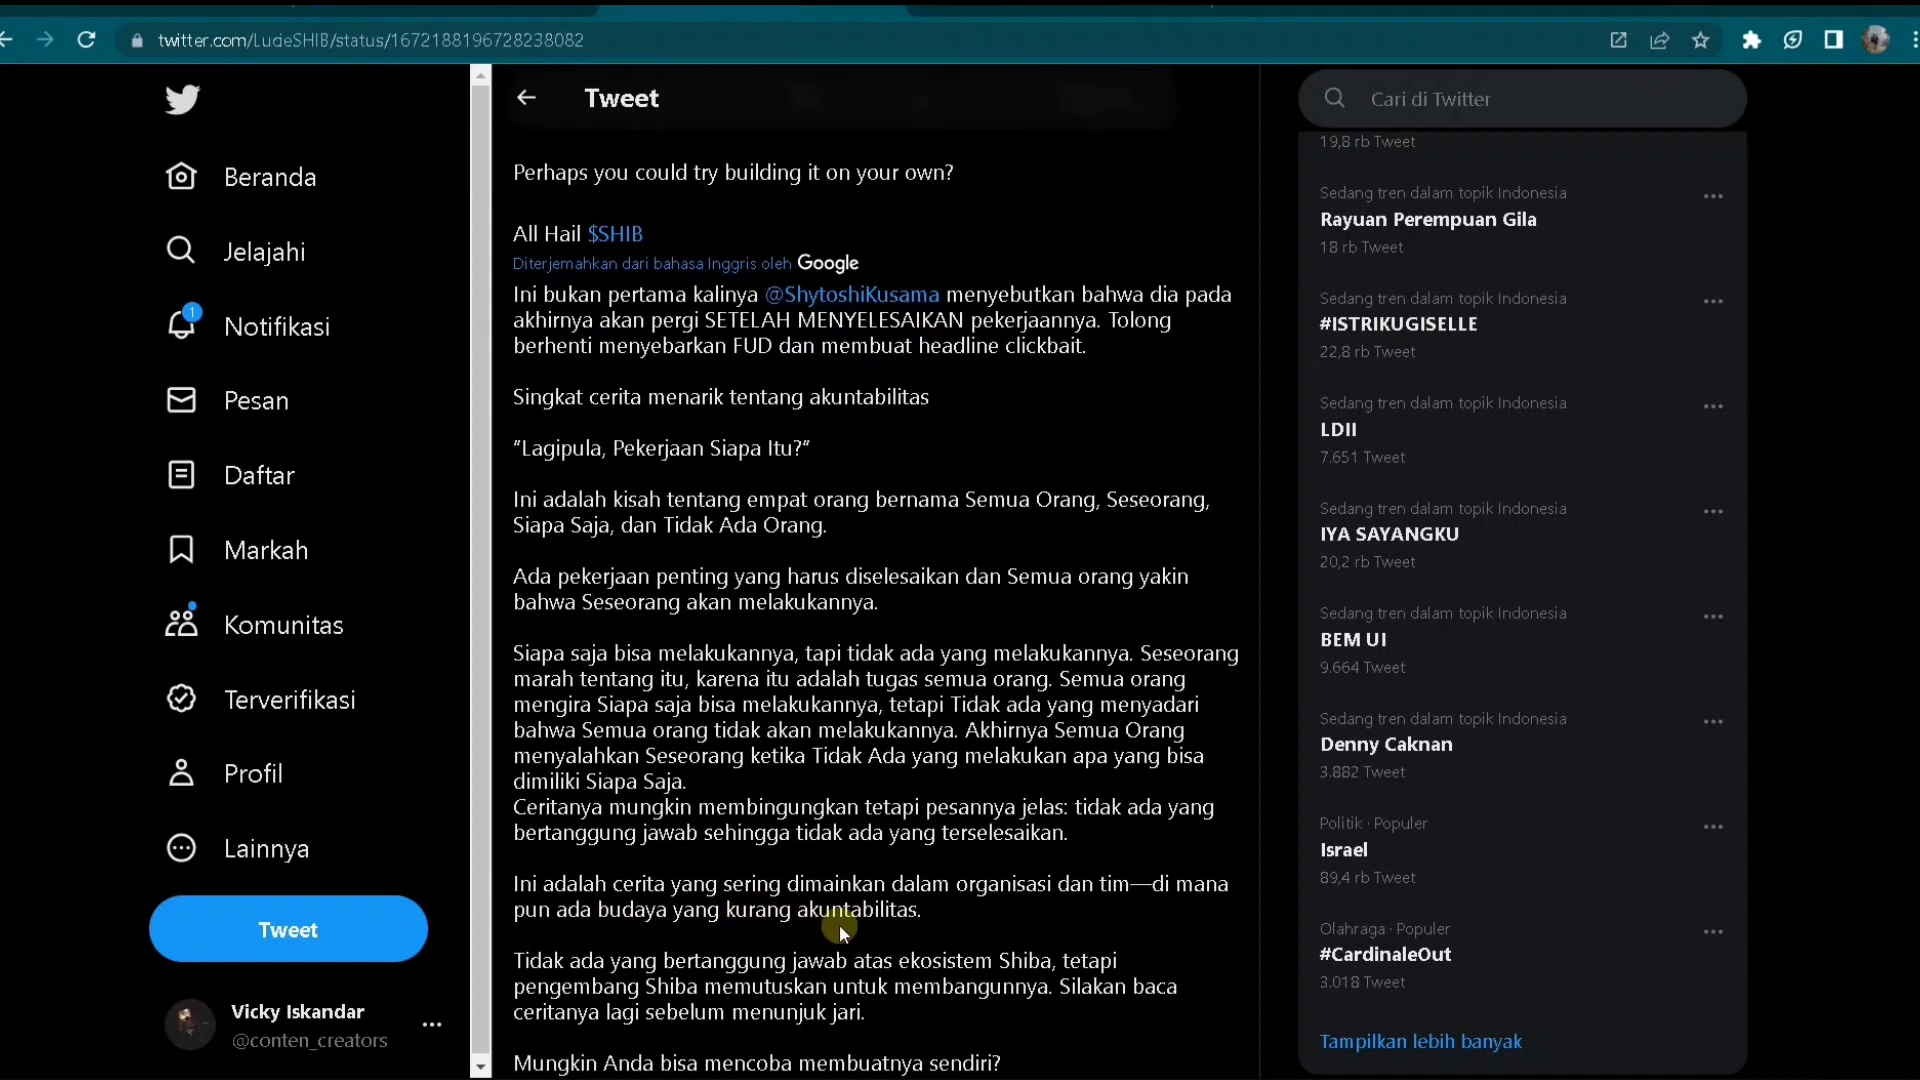 twitter.com/LucieSHIB/status/1672188196728238082
Beranda
Jelajahi
1
Notifikasi
Pesan
Daftar
Markah
Komunitas
Terverifikasi
Profil
Lainnya
Tweet
Vicky Iskandar
@conten_creators
Tweet
Perhaps you could try building it on your own?
All Hail $SHIB
Diterjemahkan dari bahasa Inggris oleh Google
Ini bukan pertama kalinya @ShytoshiKusama menyebutkan bahwa dia pada
akhirnya akan pergi SETELAH MENYELESAIKAN pekerjaannya. Tolong
berhenti menyebarkan FUD dan membuat headline clickbait.
Singkat cerita menarik tentang akuntabilitas
"Lagipula, Pekerjaan Siapa Itu?"
Ini adalah kisah tentang empat orang bernama Semua Orang, Seseorang,
Siapa Saja, dan Tidak Ada Orang.
Ada pekerjaan penting yang harus diselesaikan dan Semua orang yakin
bahwa Seseorang akan melakukannya.
Siapa saja bisa melakukannya, tapi tidak ada yang melakukannya. Seseorang
marah tentang itu, karena itu adalah tugas semua orang. Semua orang
mengira Siapa saja bisa melakukannya, tetapi Tidak ada yang menyadari
bahwa Semua orang tidak akan melakukannya. Akhirnya Semua Orang
menyalahkan Seseorang ketika Tidak Ada yang melakukan apa yang bisa
dimiliki Siapa Saja.
Ceritanya mungkin membingungkan tetapi pesannya jelas: tidak ada yang
bertanggung jawab sehingga tidak ada yang terselesaikan.
Ini adalah cerita yang sering dimainkan dalam organisasi dan tim—di mana
pun ada budaya yang kurang akuntabilitas.
Tidak ada yang bertanggung jawab atas ekosistem Shiba, tetapi
pengembang Shiba memutuskan untuk membangunnya. Silakan baca
ceritanya lagi sebelum menunjuk jari.
Mungkin Anda bisa mencoba membuatnya sendiri?
Cari di Twitter
19,8 rb Tweet
Sedang tren dalam topik Indonesia
Rayuan Perempuan Gila
18 rb Tweet
Sedang tren dalam topik Indonesia
#ISTRIKUGISELLE
22,8 rb Tweet
Sedang tren dalam topik Indonesia
LDII
7.651 Tweet
Sedang tren dalam topik Indonesia
IYA SAYANGKU
20,2 rb Tweet
Sedang tren dalam topik Indonesia
BEM UI
9.664 Tweet
Sedang tren dalam topik Indonesia
Denny Caknan
3.882 Tweet
Politik · Populer
Israel
89,4 rb Tweet
Olahraga · Populer
#CardinaleOut
3.018 Tweet
Tampilkan lebih banyak